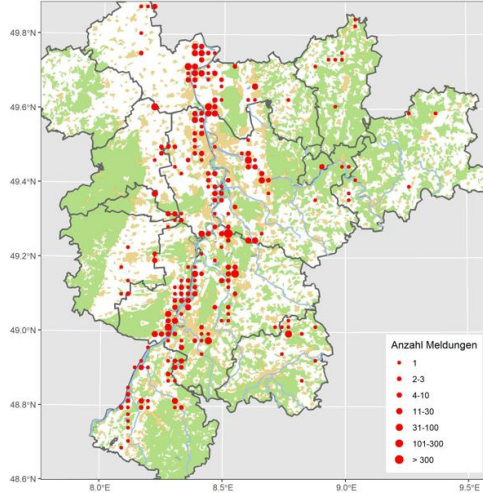 49.8°N
49.6°N
49.4°N
49.2°N
49.0°N
48.8°N
48.6°N
8.0°E
8.5°E
9.0°E
9.5°E
Anzahl Meldungen
1
2-3
4-10
11-30
31-100
101-300
> 300